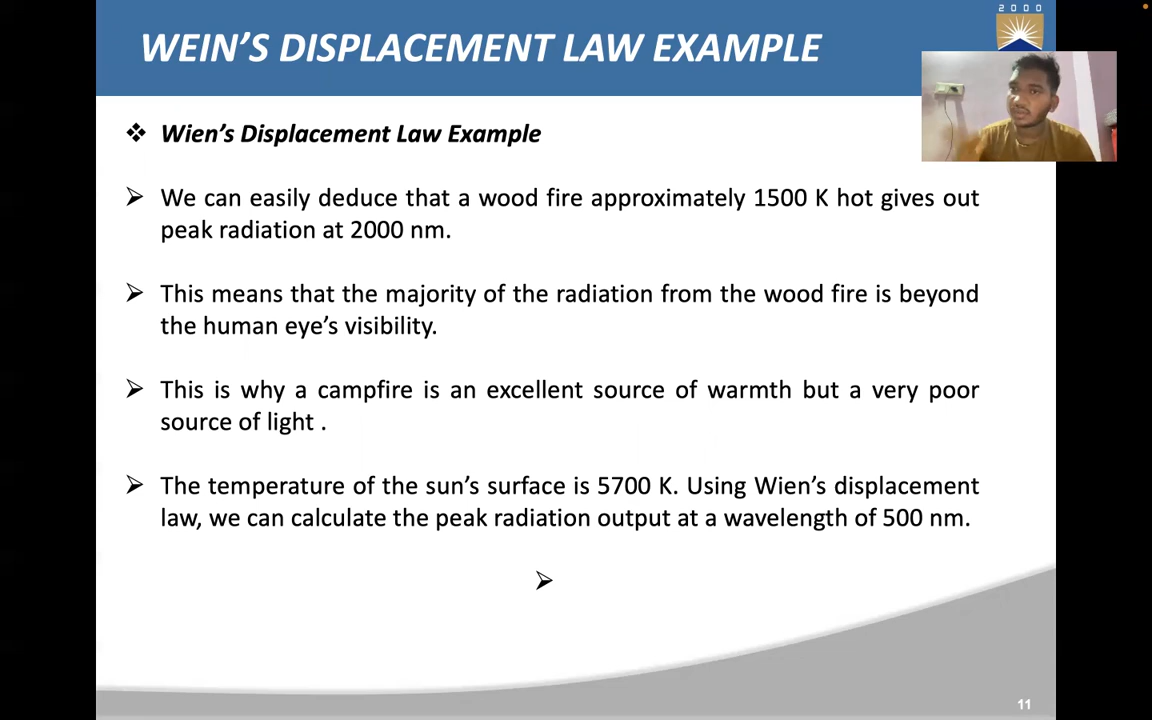 2000
WEIN’S DISPLACEMENT LAW EXAMPLE
❖ Wien’s Displacement Law Example
➢ We can easily deduce that a wood fire approximately 1500 K hot gives out
peak radiation at 2000 nm.
➢ This means that the majority of the radiation from the wood fire is beyond
the human eye’s visibility.
➢ This is why a campfire is an excellent source of warmth but a very poor
source of light .
➢ The temperature of the sun’s surface is 5700 K. Using Wien’s displacement
law, we can calculate the peak radiation output at a wavelength of 500 nm.
➢
11